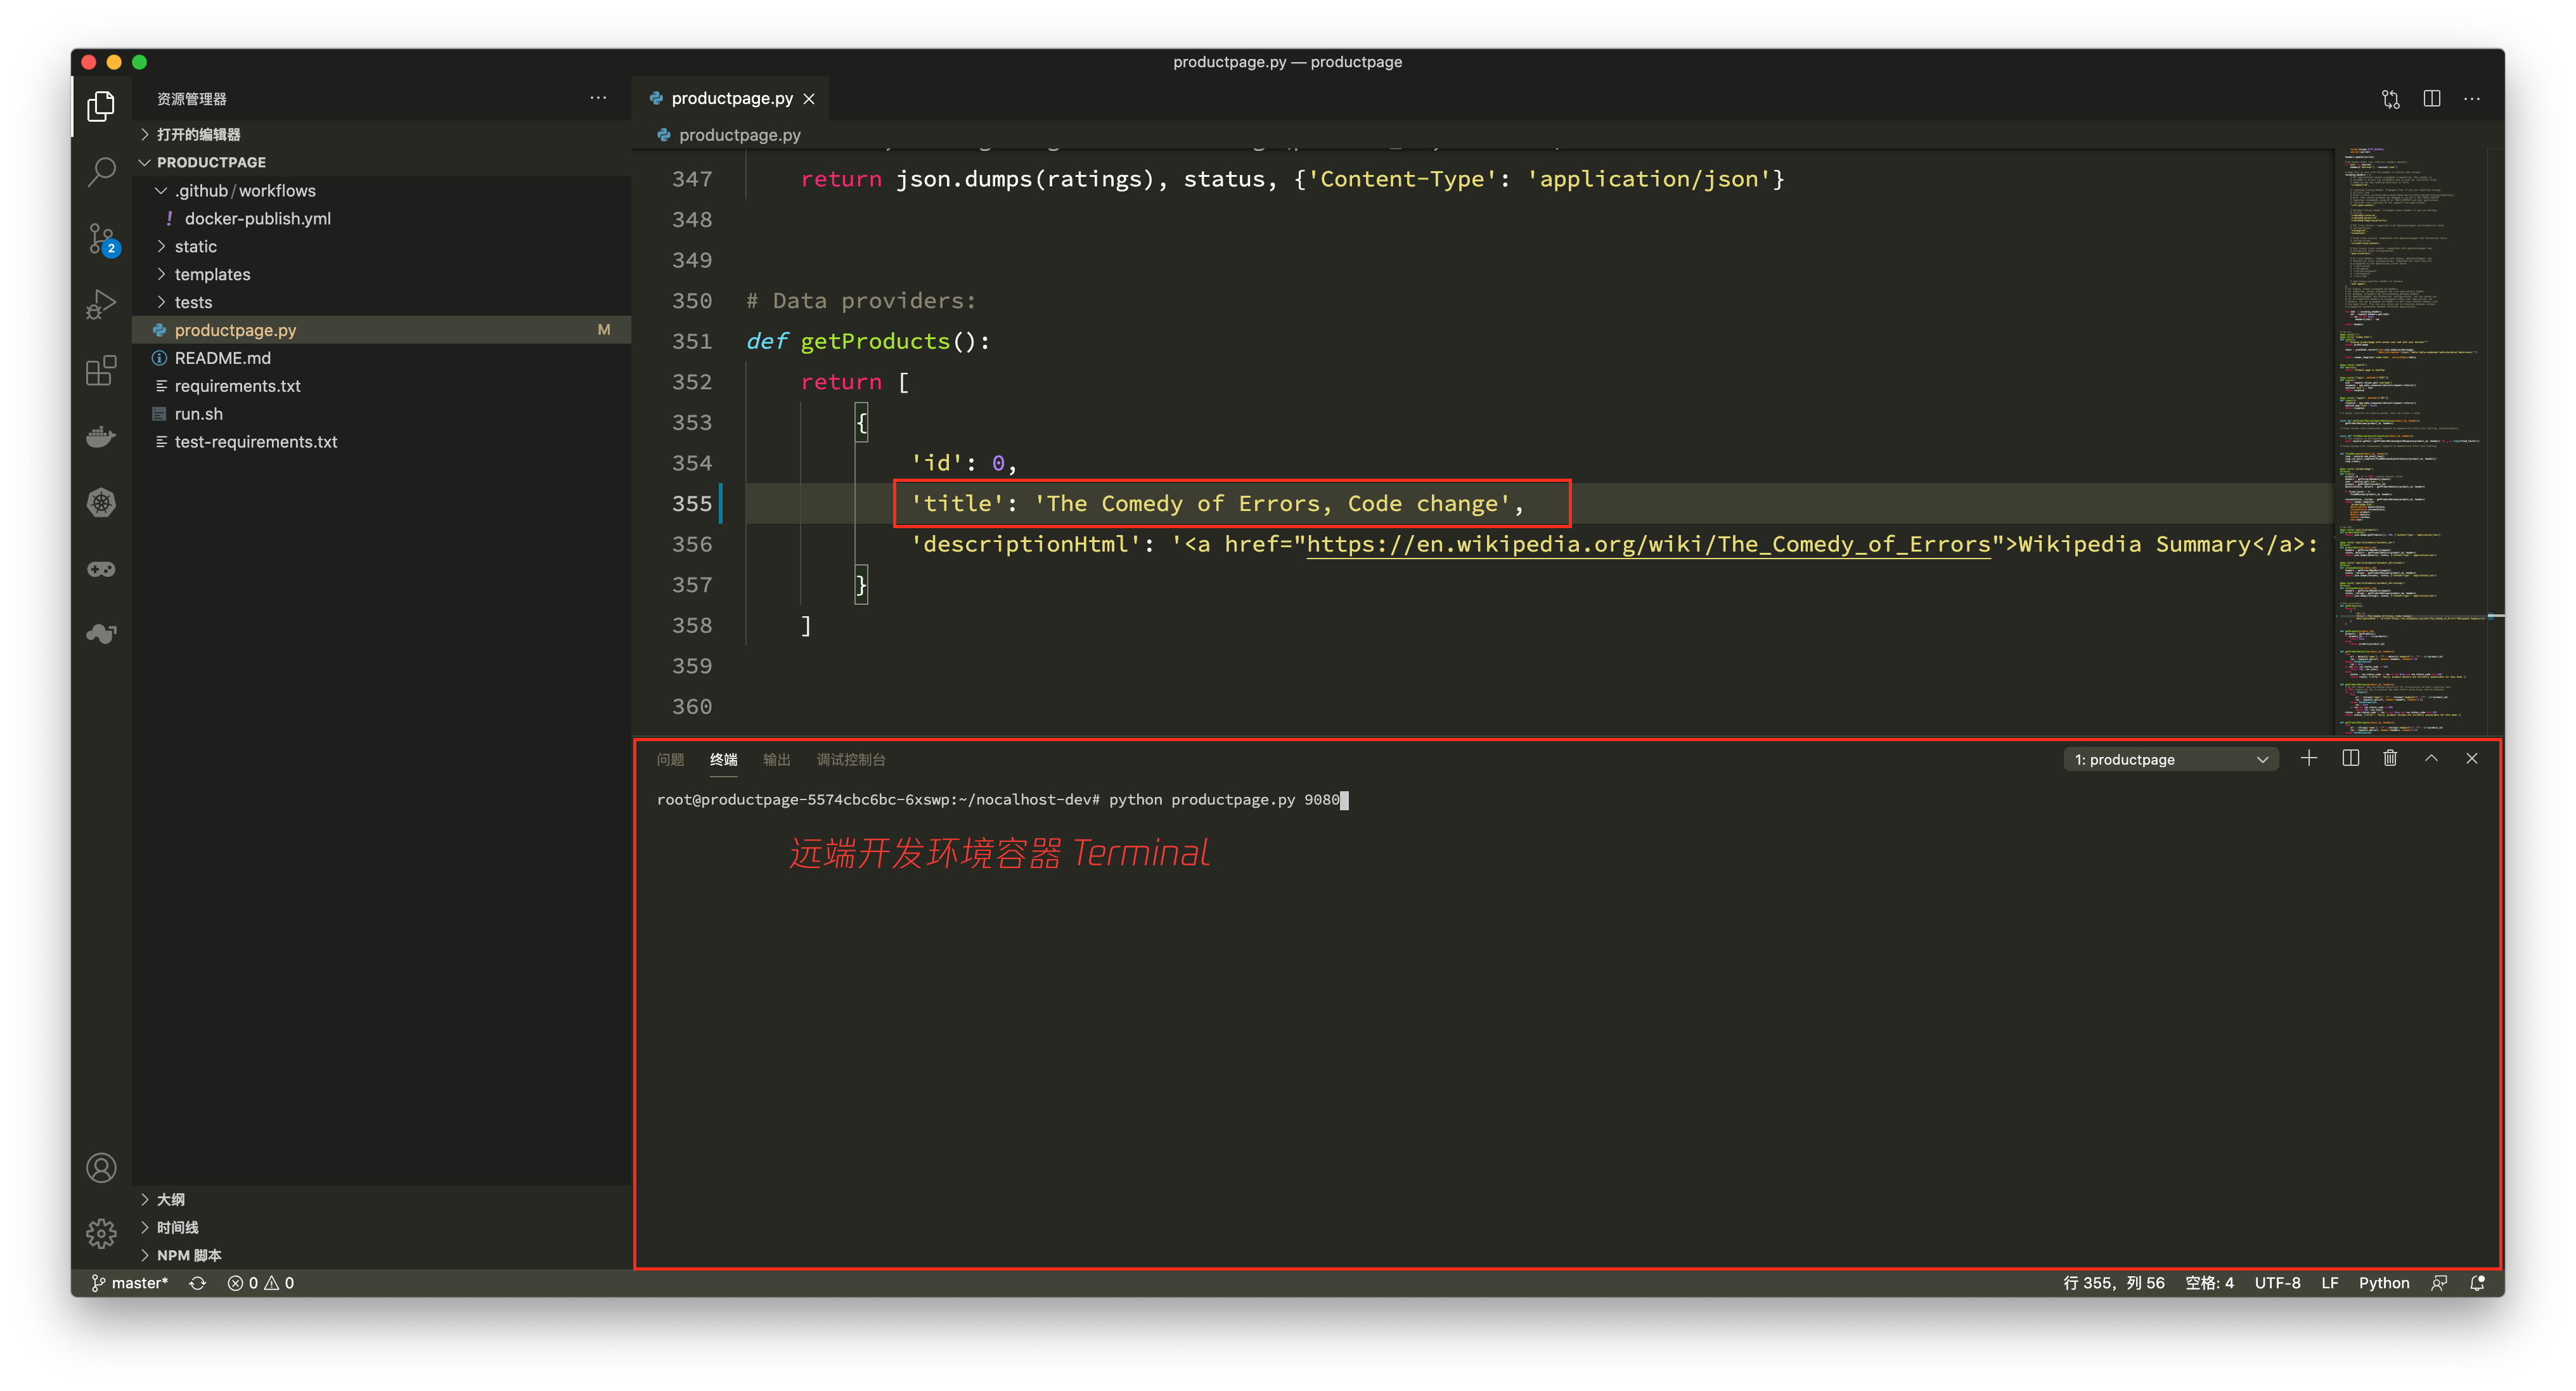 productpage.py — productpage
资源管理器
productpage.py
打开的编辑器
productpage.py
PRODUCTPAGE
.github/workflows
docker-publish.yml
static
templates
tests
productpage.py M
README.md
requirements.txt
run.sh
test-requirements.txt
2
347 return json.dumps(ratings), status, {'Content-Type': 'application/json'}
348
349
350 # Data providers:
351 def getProducts():
352 return [
353 {
354 'id': 0,
355 'title': 'The Comedy of Errors, Code change',
356 'descriptionHtml': '<a href="https://en.wikipedia.org/wiki/The_Comedy_of_Errors">Wikipedia Summary</a>:
357 }
358 ]
359
360
问题 终端 输出 调试控制台 1: productpage
root@productpage-5574cbc6bc-6xswp:~/nocalhost-dev# python productpage.py 9080
远端开发环境容器 Terminal
大纲
时间线
NPM 脚本
master* 0 0 行 355，列 56 空格: 4 UTF-8 LF Python